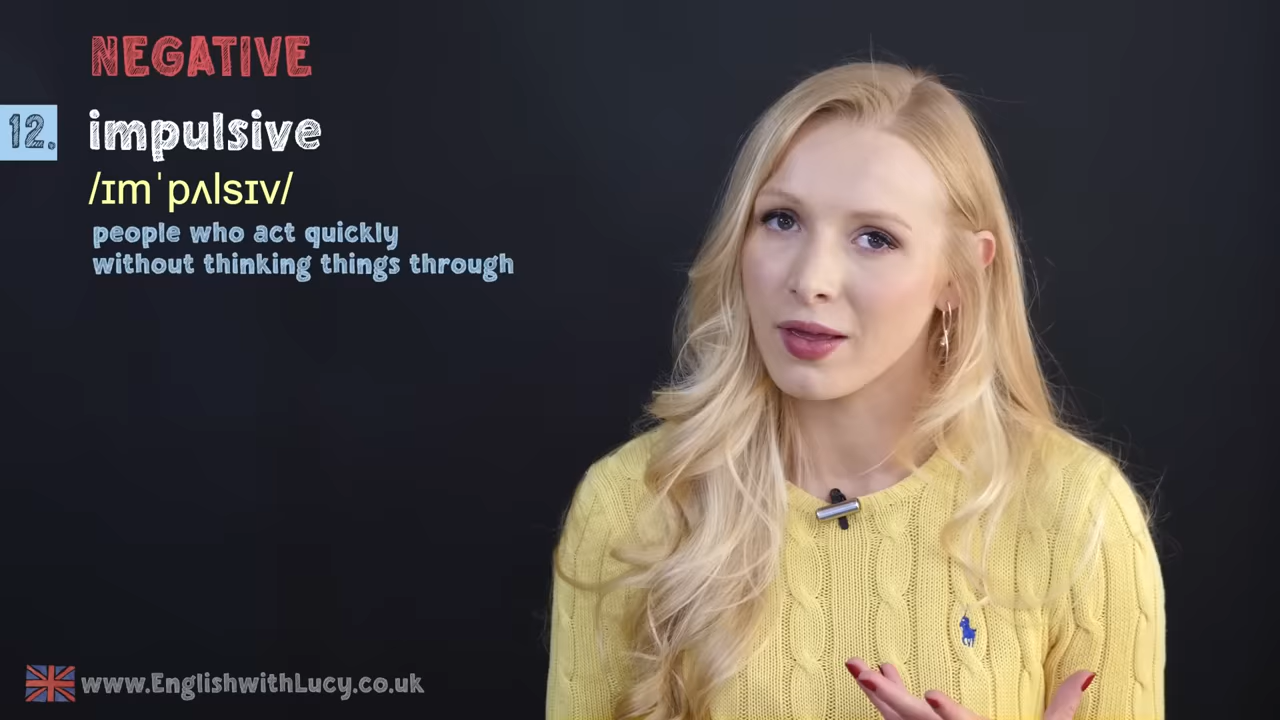 NEGATIVE
12. impulsive
/ɪmˈpʌlsɪv/
people who act quickly
without thinking things through
www.EnglishwithLucy.co.uk